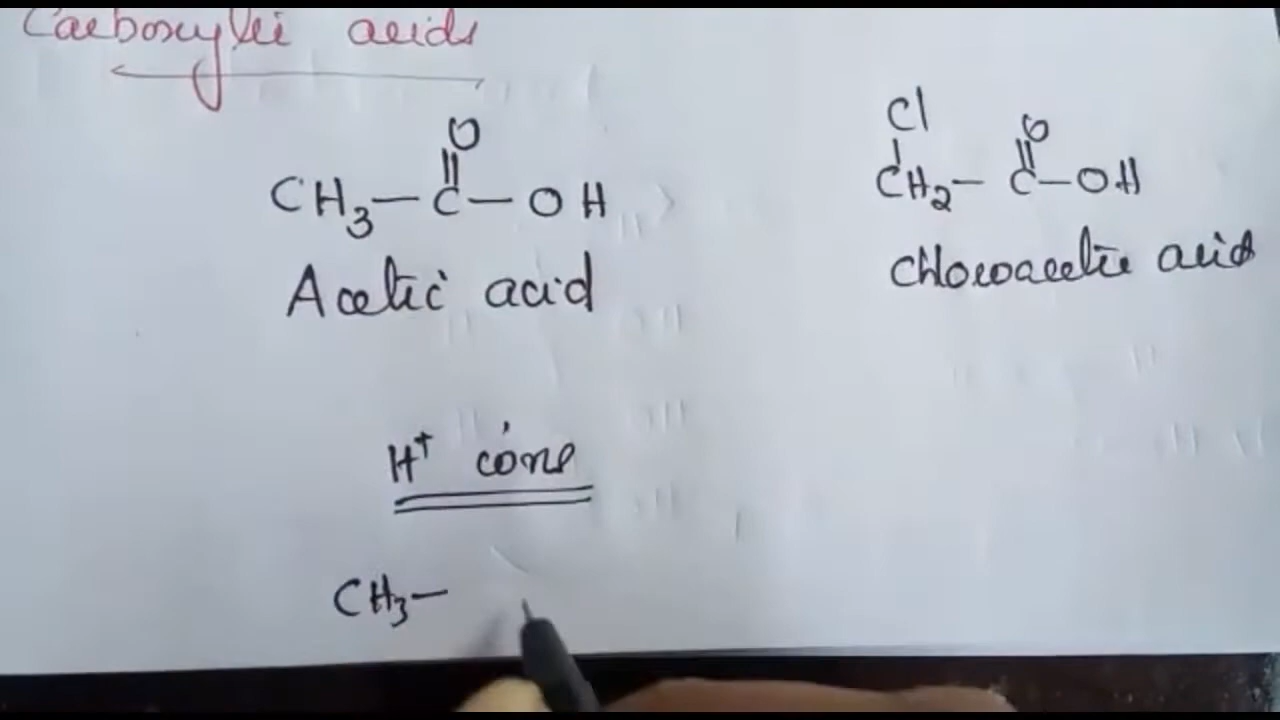 Carboxylic acids
O
||
CH3—C—OH
Acetic acid
Cl
|
CH2—C—OH
||
O
Chloroacetic acid
H+ conc
CH3—